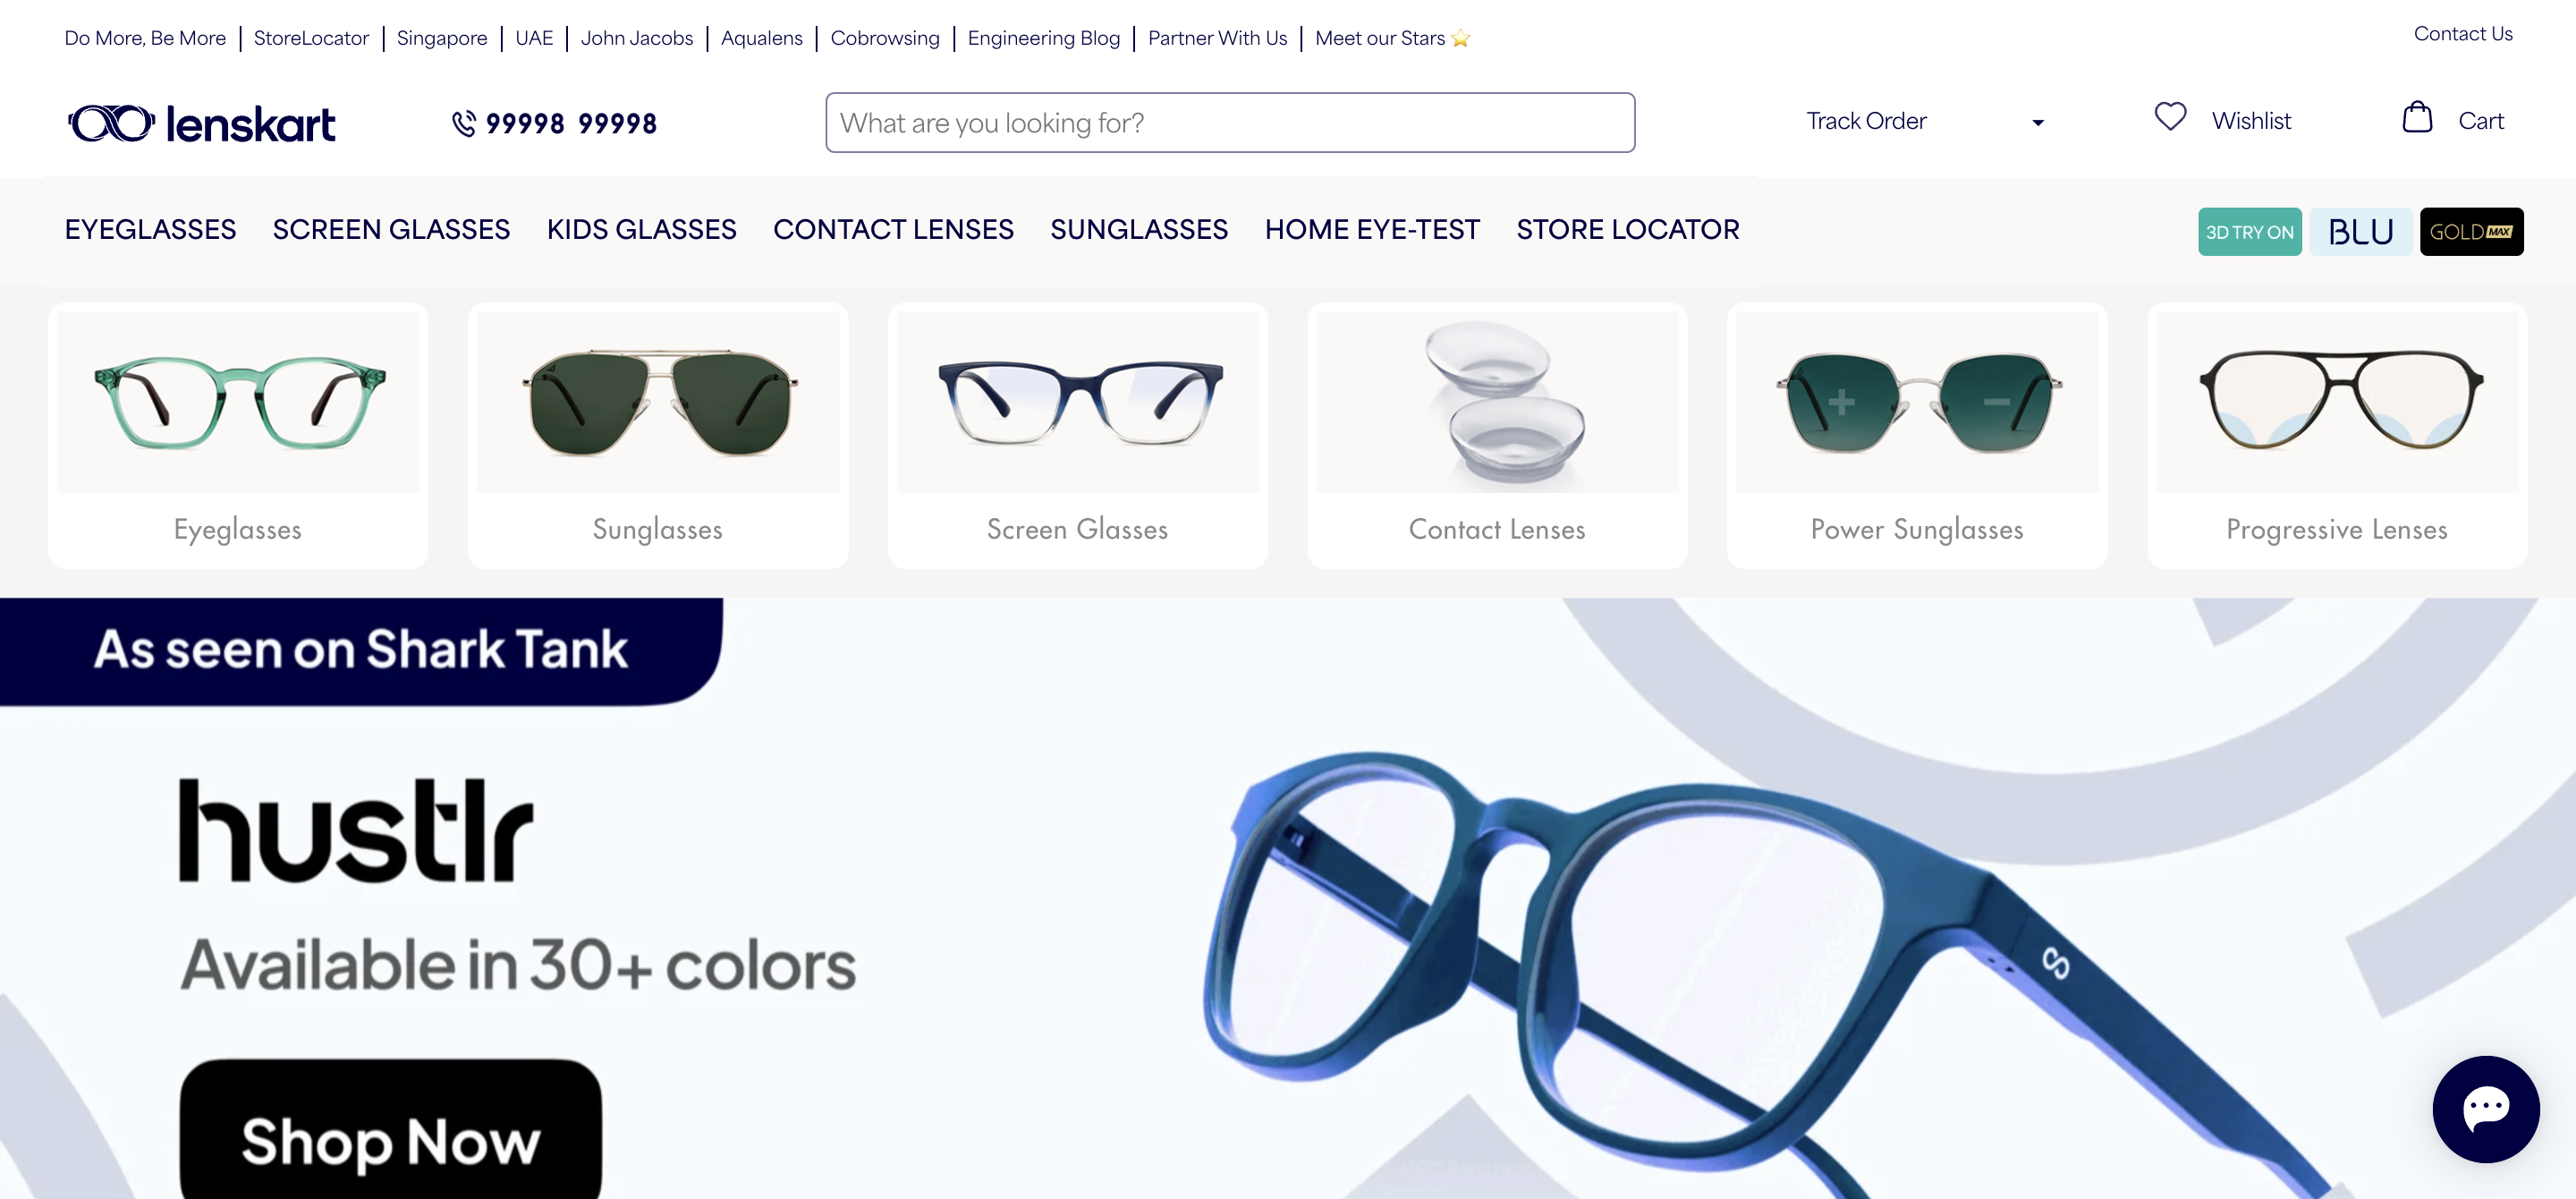 Do More, Be More | StoreLocator | Singapore | UAE | John Jacobs | Aqualens | Cobrowsing | Engineering Blog | Partner With Us | Meet our Stars ⭐ Contact Us
lenskart 99998 99998 What are you looking for? Track Order Wishlist Cart
EYEGLASSES SCREEN GLASSES KIDS GLASSES CONTACT LENSES SUNGLASSES HOME EYE-TEST STORE LOCATOR 3D TRY ON BLU GOLD MAX
Eyeglasses Sunglasses Screen Glasses Contact Lenses Power Sunglasses Progressive Lenses
As seen on Shark Tank
hustlr
Available in 30+ colors
Shop Now